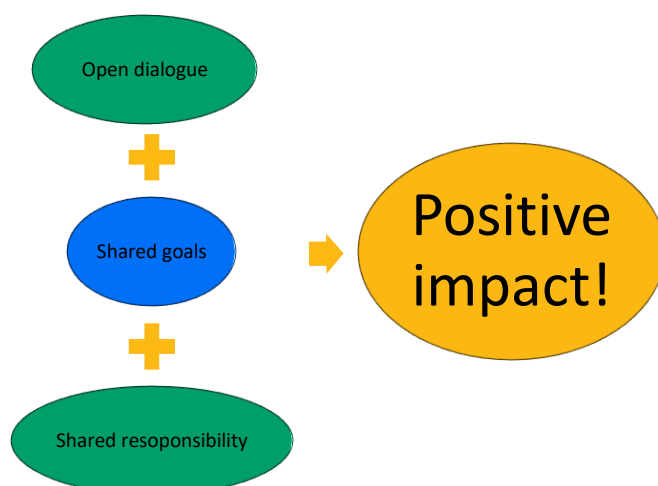 Open dialogue
Shared goals
Shared resoponsibility
Positive
impact!